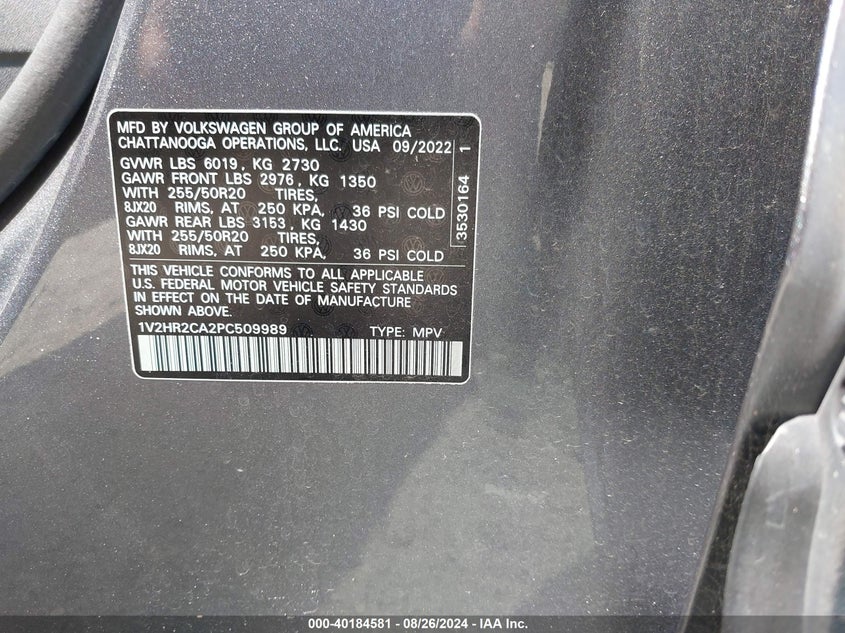 MFD BY VOLKSWAGEN GROUP OF AMERICA
CHATTANOOGA OPERATIONS, LLC. USA 09/2022
GVWR LBS 6019, KG 2730
GAWR FRONT LBS 2976, KG 1350
WITH 255/50R20 TIRES,
8JX20 RIMS, AT 250 KPA, 36 PSI COLD
GAWR REAR LBS 3153, KG 1430
WITH 255/50R20 TIRES,
8JX20 RIMS, AT 250 KPA, 36 PSI COLD
3530164 1
THIS VEHICLE CONFORMS TO ALL APPLICABLE
U.S. FEDERAL MOTOR VEHICLE SAFETY STANDARDS
IN EFFECT ON THE DATE OF MANUFACTURE
SHOWN ABOVE.
1V2HR2CA2PC509989 TYPE: MPV
000-40184581 - 08/26/2024 - IAA Inc.